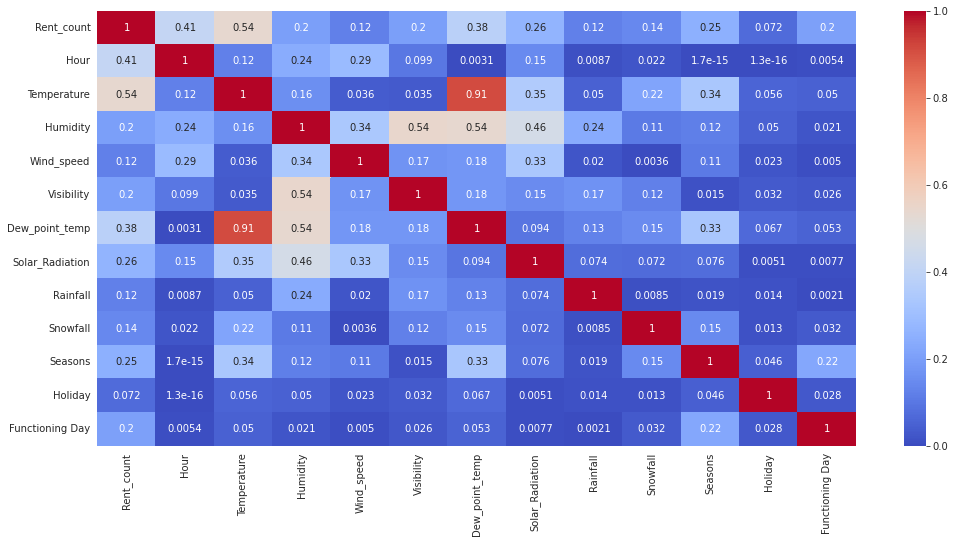 Rent_count 1 0.41 0.54 0.2 0.12 0.2 0.38 0.26 0.12 0.14 0.25 0.072 0.2
Hour 0.41 1 0.12 0.24 0.29 0.099 0.0031 0.15 0.0087 0.022 1.7e-15 1.3e-16 0.0054
Temperature 0.54 0.12 1 0.16 0.036 0.035 0.91 0.35 0.05 0.22 0.34 0.056 0.05
Humidity 0.2 0.24 0.16 1 0.34 0.54 0.54 0.46 0.24 0.11 0.12 0.05 0.021
Wind_speed 0.12 0.29 0.036 0.34 1 0.17 0.18 0.33 0.02 0.0036 0.11 0.023 0.005
Visibility 0.2 0.099 0.035 0.54 0.17 1 0.18 0.15 0.17 0.12 0.015 0.032 0.026
Dew_point_temp 0.38 0.0031 0.91 0.54 0.18 0.18 1 0.094 0.13 0.15 0.33 0.067 0.053
Solar_Radiation 0.26 0.15 0.35 0.46 0.33 0.15 0.094 1 0.074 0.072 0.076 0.0051 0.0077
Rainfall 0.12 0.0087 0.05 0.24 0.02 0.17 0.13 0.074 1 0.0085 0.019 0.014 0.0021
Snowfall 0.14 0.022 0.22 0.11 0.0036 0.12 0.15 0.072 0.0085 1 0.15 0.013 0.032
Seasons 0.25 1.7e-15 0.34 0.12 0.11 0.015 0.33 0.076 0.019 0.15 1 0.046 0.22
Holiday 0.072 1.3e-16 0.056 0.05 0.023 0.032 0.067 0.0051 0.014 0.013 0.046 1 0.028
Functioning Day 0.2 0.0054 0.05 0.021 0.005 0.026 0.053 0.0077 0.0021 0.032 0.22 0.028 1
Rent_count
Hour
Temperature
Humidity
Wind_speed
Visibility
Dew_point_temp
Solar_Radiation
Rainfall
Snowfall
Seasons
Holiday
Functioning Day
1.0
0.8
0.6
0.4
0.2
0.0